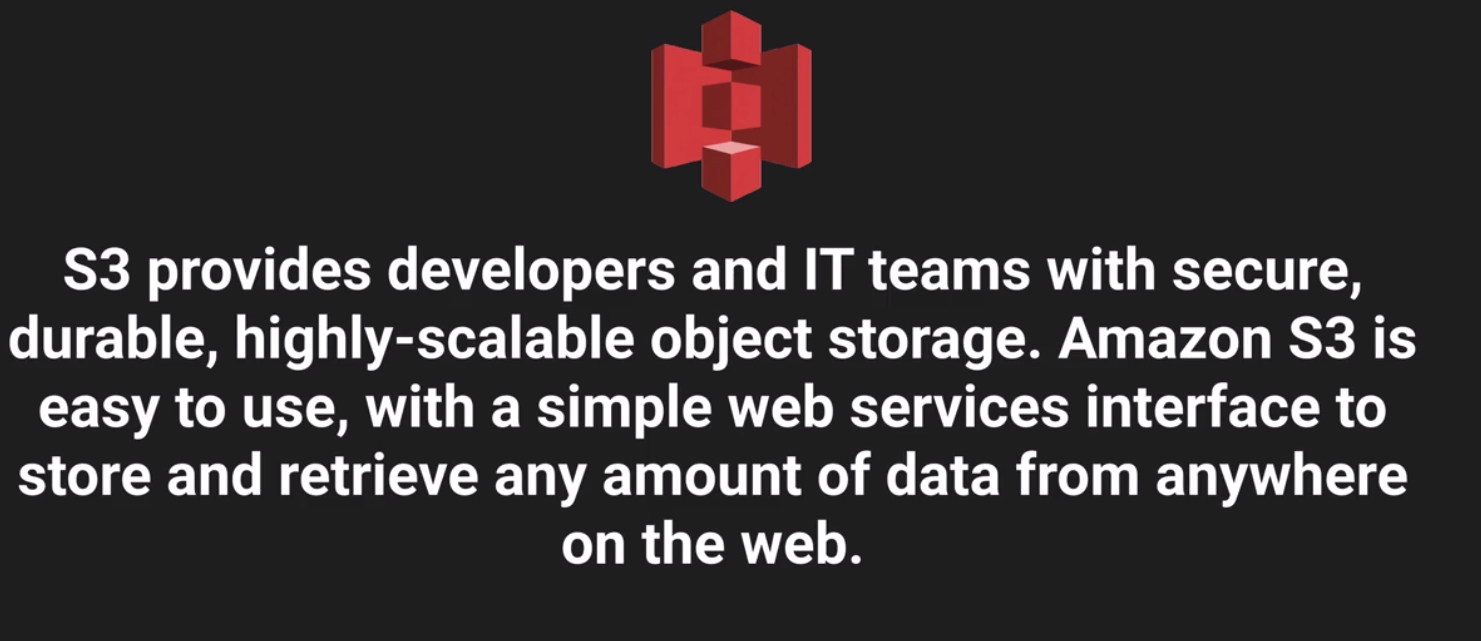 S3 provides developers and IT teams with secure,
durable, highly-scalable object storage. Amazon S3 is
easy to use, with a simple web services interface to
store and retrieve any amount of data from anywhere
on the web.